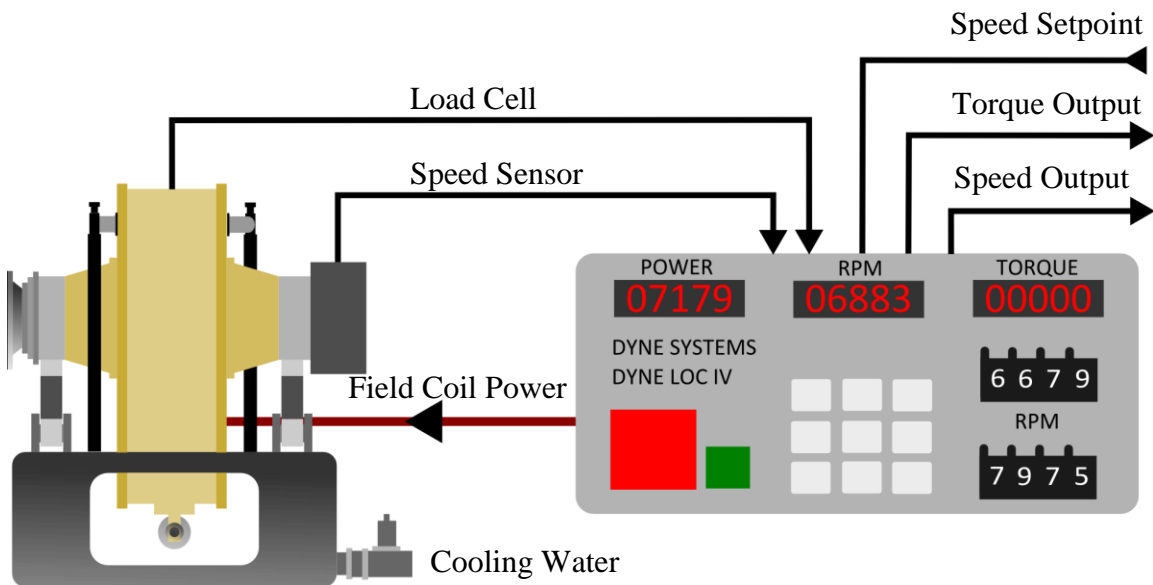 Speed Setpoint
Load Cell
Torque Output
Speed Sensor
Speed Output
POWER
RPM
TORQUE
07179
06883
00000
DYNE SYSTEMS
DYNE LOC IV
6 6 7 9
Field Coil Power
RPM
7 9 7 5
Cooling Water